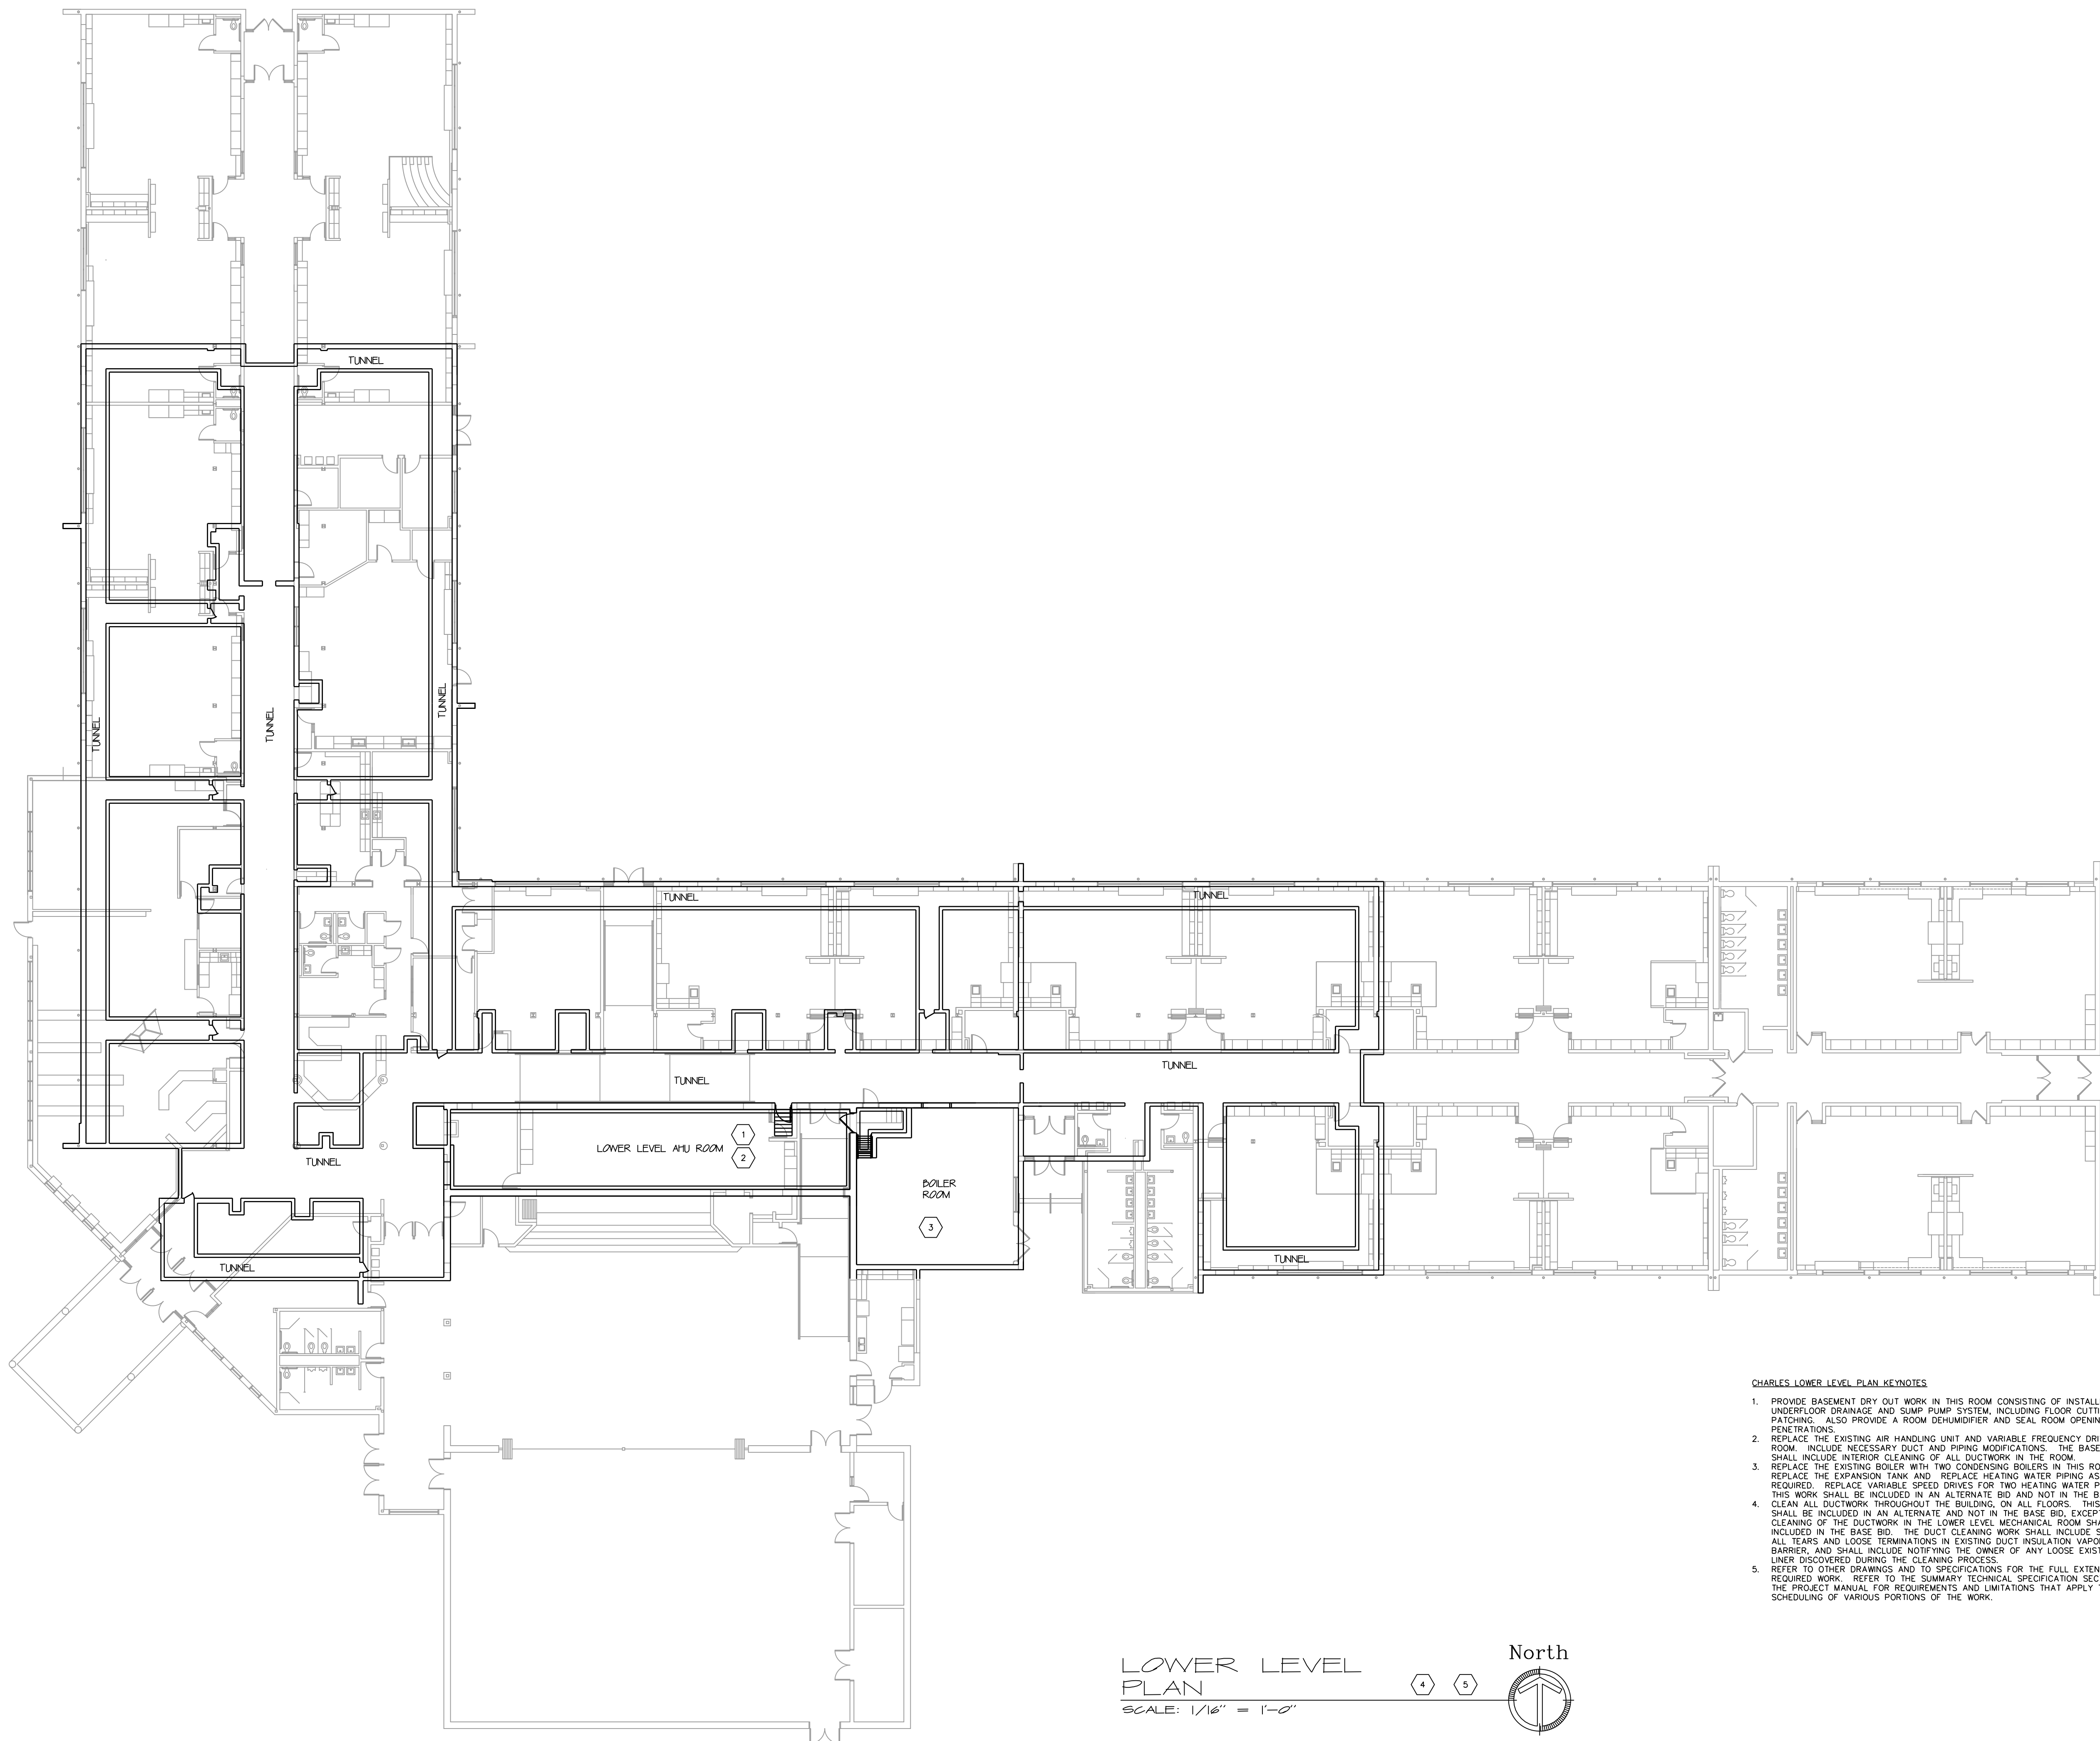 TUNNEL
TUNNEL
TUNNEL
TUNNEL
TUNNEL
TUNNEL
TUNNEL
TUNNEL
LOWER LEVEL AHU ROOM
1
2
TUNNEL
BOILER
ROOM
3
TUNNEL
TUNNEL
CHARLES LOWER LEVEL PLAN KEYNOTES
1. PROVIDE BASEMENT DRY OUT WORK IN THIS ROOM CONSISTING OF INSTALL
UNDERFLOOR DRAINAGE AND SUMP PUMP SYSTEM, INCLUDING FLOOR CUTTI
PATCHING. ALSO PROVIDE A ROOM DEHUMIDIFIER AND SEAL ROOM OPENIN
PENETRATIONS.
2. REPLACE THE EXISTING AIR HANDLING UNIT AND VARIABLE FREQUENCY DRI
ROOM. INCLUDE NECESSARY DUCT AND PIPING MODIFICATIONS. THE BASE
SHALL INCLUDE INTERIOR CLEANING OF ALL DUCTWORK IN THE ROOM.
3. REPLACE THE EXISTING BOILER WITH TWO CONDENSING BOILERS IN THIS RO
REPLACE THE EXPANSION TANK AND REPLACE HEATING WATER PIPING AS
REQUIRED. REPLACE VARIABLE SPEED DRIVES FOR TWO HEATING WATER P
THIS WORK SHALL BE INCLUDED IN AN ALTERNATE BID AND NOT IN THE B
4. CLEAN ALL DUCTWORK THROUGHOUT THE BUILDING, ON ALL FLOORS. THIS
SHALL BE INCLUDED IN AN ALTERNATE AND NOT IN THE BASE BID, EXCEPT
CLEANING OF THE DUCTWORK IN THE LOWER LEVEL MECHANICAL ROOM SHA
INCLUDED IN THE BASE BID. THE DUCT CLEANING WORK SHALL INCLUDE S
ALL TEARS AND LOOSE TERMINATIONS IN EXISTING DUCT INSULATION VAPO
BARRIER, AND SHALL INCLUDE NOTIFYING THE OWNER OF ANY LOOSE EXIST
LINER DISCOVERED DURING THE CLEANING PROCESS.
5. REFER TO OTHER DRAWINGS AND TO SPECIFICATIONS FOR THE FULL EXTEN
REQUIRED WORK. REFER TO THE SUMMARY TECHNICAL SPECIFICATION SEC
THE PROJECT MANUAL FOR REQUIREMENTS AND LIMITATIONS THAT APPLY T
SCHEDULING OF VARIOUS PORTIONS OF THE WORK.
LOWER LEVEL
PLAN
4
5
North
SCALE: 1/16" = 1'-0"